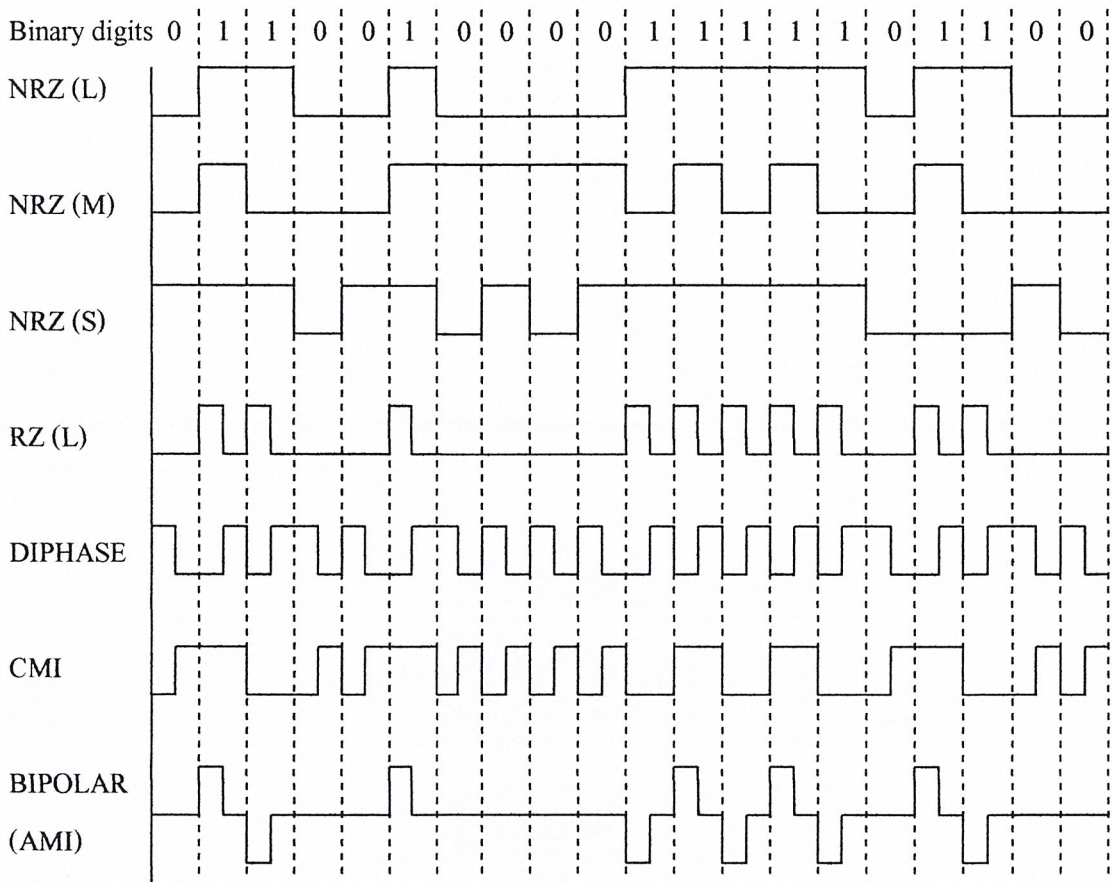 Binary digits 0 1 1 0 0 1 0 0 0 0 1 1 1 1 1 0 1 1 0 0
NRZ (L)
NRZ (M)
NRZ (S)
RZ (L)
DIPHASE
CMI
BIPOLAR
(AMI)